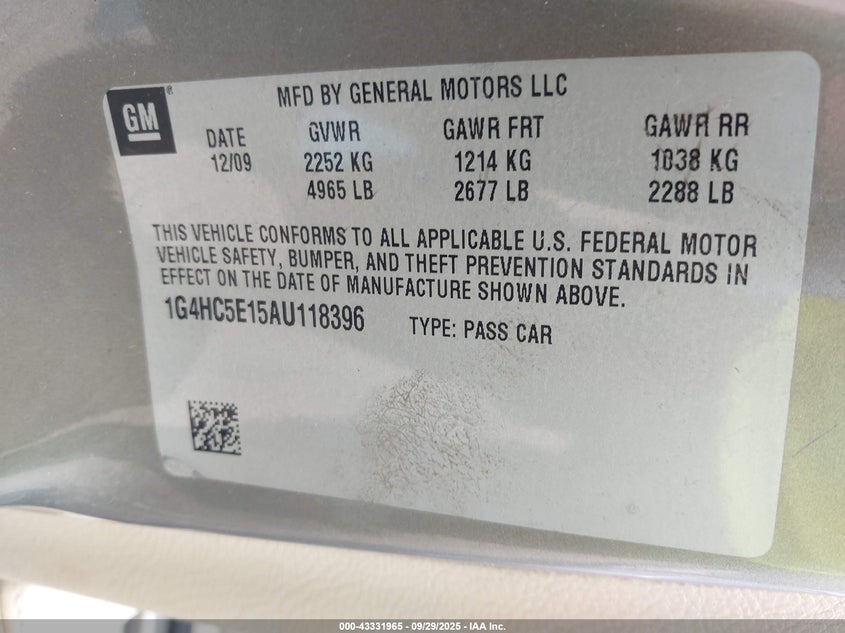 GM
®
MFD BY GENERAL MOTORS LLC
DATE GVWR GAWR FRT GAWR RR
12/09 2252 KG 1214 KG 1038 KG
4965 LB 2677 LB 2288 LB
THIS VEHICLE CONFORMS TO ALL APPLICABLE U.S. FEDERAL MOTOR
VEHICLE SAFETY, BUMPER, AND THEFT PREVENTION STANDARDS IN
EFFECT ON THE DATE OF MANUFACTURE SHOWN ABOVE.
1G4HC5E15AU118396 TYPE: PASS CAR
000-43331965 - 09/29/2025 - IAA Inc.